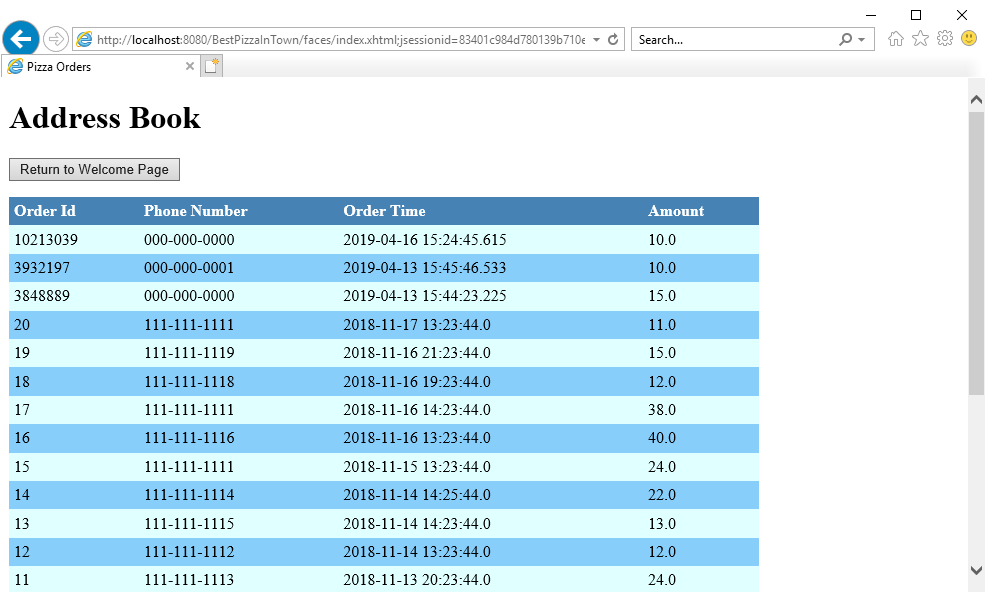 http://localhost:8080/BestPizzaInTown/faces/index.xhtml;jsessionid=83401c984d780139b710e
Search...
Pizza Orders
Address Book
Return to Welcome Page
Order Id Phone Number Order Time Amount
10213039 000-000-0000 2019-04-16 15:24:45.615 10.0
3932197 000-000-0001 2019-04-13 15:45:46.533 10.0
3848889 000-000-0000 2019-04-13 15:44:23.225 15.0
20 111-111-1111 2018-11-17 13:23:44.0 11.0
19 111-111-1119 2018-11-16 21:23:44.0 15.0
18 111-111-1118 2018-11-16 19:23:44.0 12.0
17 111-111-1111 2018-11-16 14:23:44.0 38.0
16 111-111-1116 2018-11-16 13:23:44.0 40.0
15 111-111-1111 2018-11-15 13:23:44.0 24.0
14 111-111-1114 2018-11-14 14:25:44.0 22.0
13 111-111-1115 2018-11-14 14:23:44.0 13.0
12 111-111-1112 2018-11-14 13:23:44.0 12.0
11 111-111-1113 2018-11-13 20:23:44.0 24.0